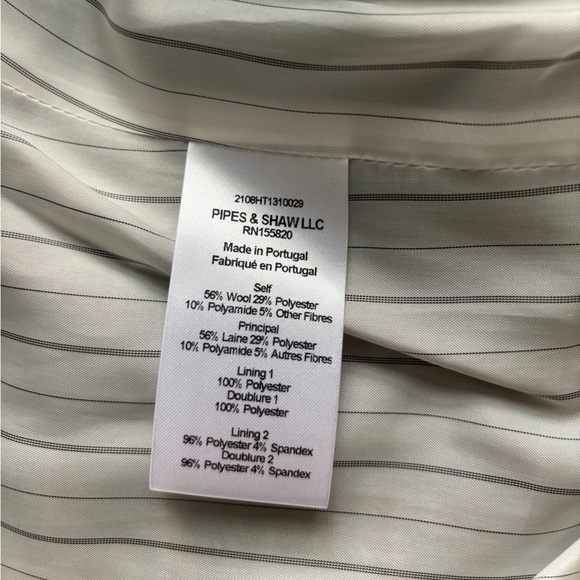 2108HT1310029
PIPES & SHAW LLC
RN155820
Made in Portugal
Fabriqué en Portugal
Self
56% Wool 29% Polyester
10% Polyamide 5% Other Fibres
Principal
56% Laine 29% Polyester
10% Polyamide 5% Autres Fibres
Lining 1
100% Polyester
Doublure 1
100% Polyester
Lining 2
96% Polyester 4% Spandex
Doublure 2
96% Polyester 4% Spandex